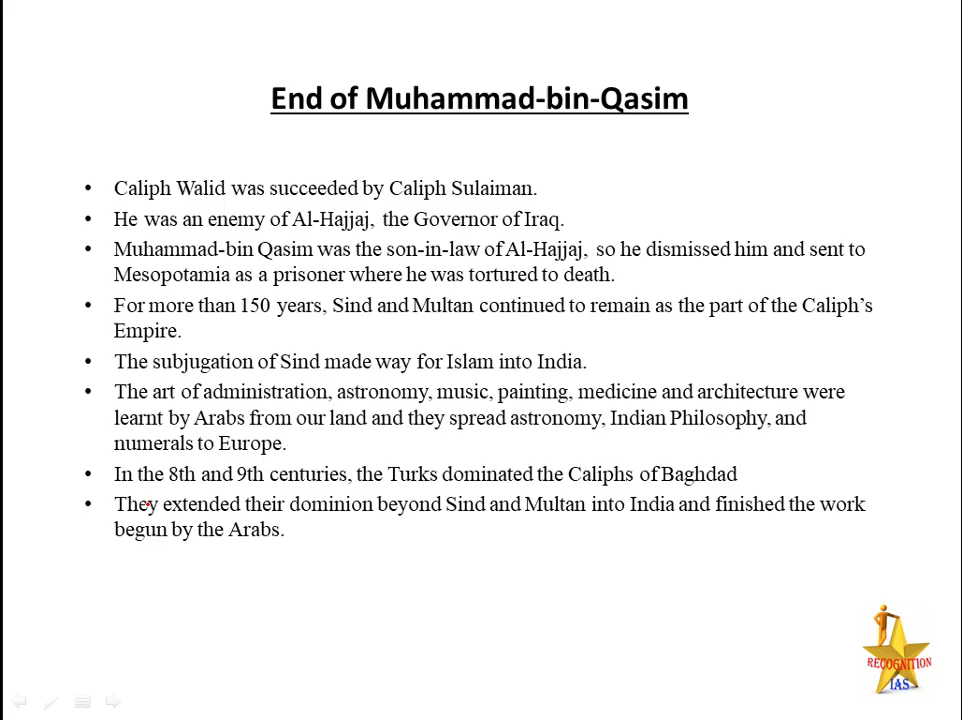 End of Muhammad-bin-Qasim
• Caliph Walid was succeeded by Caliph Sulaiman.
• He was an enemy of Al-Hajjaj, the Governor of Iraq.
• Muhammad-bin Qasim was the son-in-law of Al-Hajjaj, so he dismissed him and sent to
Mesopotamia as a prisoner where he was tortured to death.
• For more than 150 years, Sind and Multan continued to remain as the part of the Caliph’s
Empire.
• The subjugation of Sind made way for Islam into India.
• The art of administration, astronomy, music, painting, medicine and architecture were
learnt by Arabs from our land and they spread astronomy, Indian Philosophy, and
numerals to Europe.
• In the 8th and 9th centuries, the Turks dominated the Caliphs of Baghdad
• They extended their dominion beyond Sind and Multan into India and finished the work
begun by the Arabs.
RECOGNITION
IAS